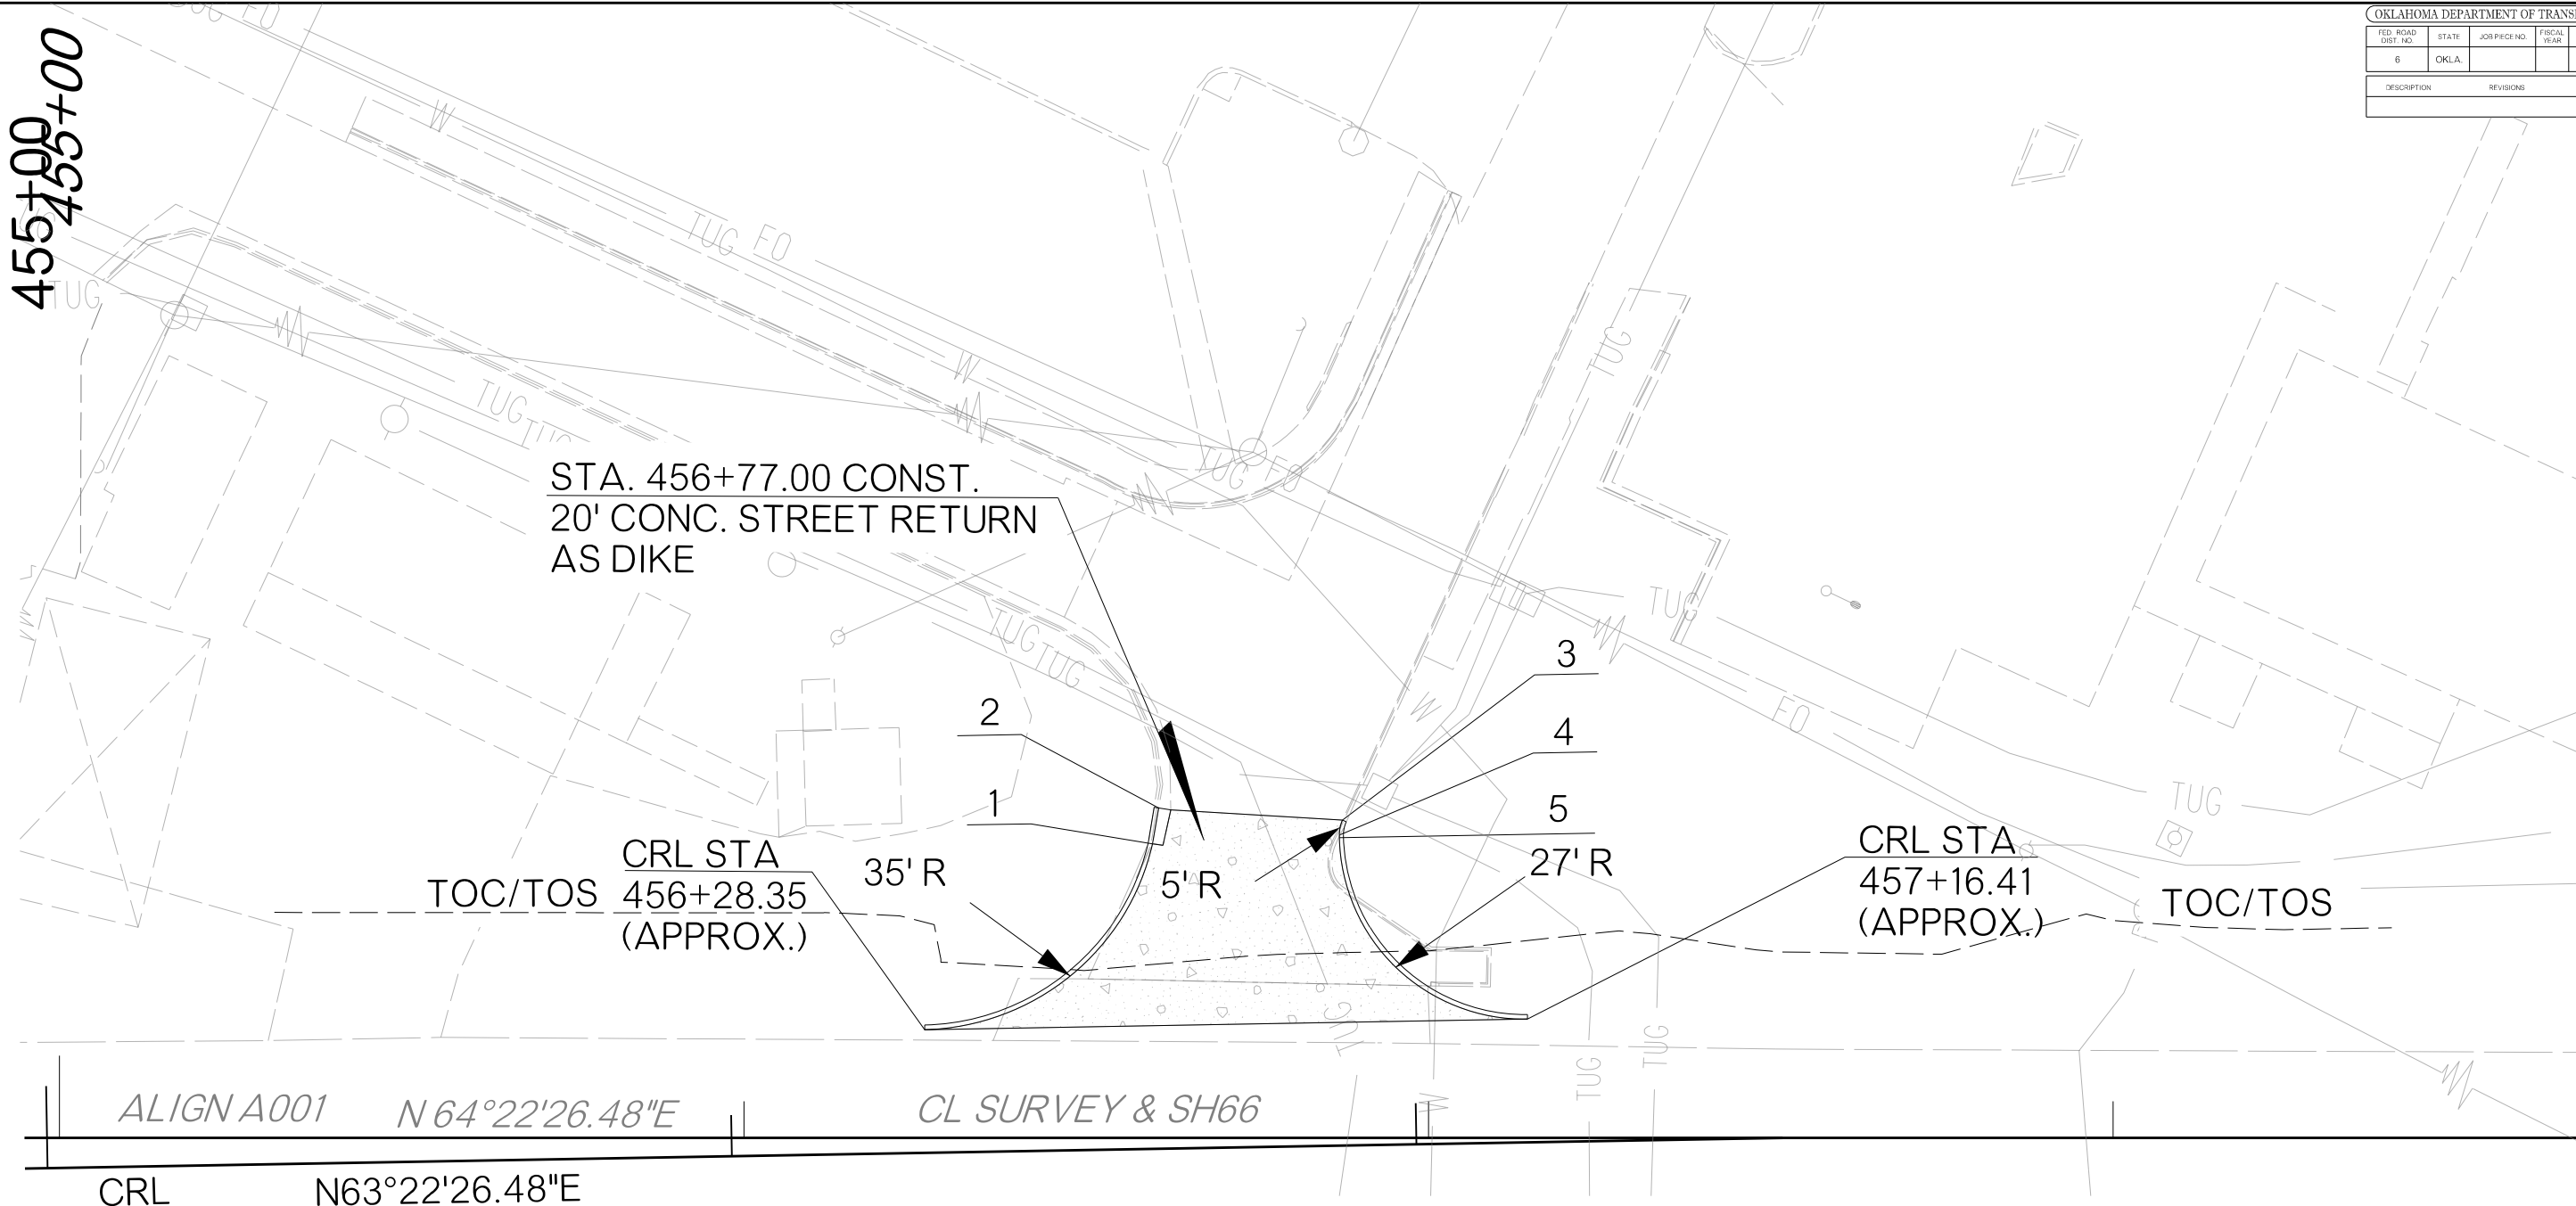 OKLAHOMA DEPARTMENT OF TRANS
FED. ROAD DIST. NO.
STATE
JOB PIECE NO.
FISCAL YEAR
6
OKLA.
DESCRIPTION
REVISIONS
455+00
455+00
FO
W
TUG FO
TUG
W
W
W
TUG
TUG
TUG
TUG FO
W
STA. 456+77.00 CONST.
20' CONC. STREET RETURN
AS DIKE
TUG
TUG
TUG
W
3
W
FO
2
4
TUG
1
5
CRL STA
456+28.35
(APPROX.)
TOC/TOS
35' R
5' R
27' R
CRL STA
457+16.41
(APPROX.)
TOC/TOS
TUG
TUG
TUG
W
W
ALIGN A001
N 64°22'26.48"E
CL SURVEY & SH66
CRL
N63°22'26.48"E